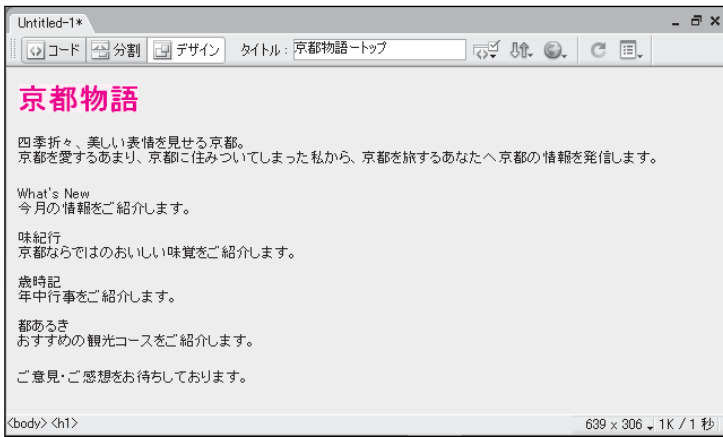 Untitled-1*
コード 分割 デザイン タイトル: 京都物語ートップ
京都物語
四季折々、美しい表情を見せる京都。
京都を愛するあまり、京都に住みついてしまった私から、京都を旅するあなたへ京都の情報を発信します。
What's New
今月の情報をご紹介します。
味紀行
京都ならではのおいしい味覚をご紹介します。
歳時記
年中行事をご紹介します。
都あるき
おすすめの観光コースをご紹介します。
ご意見・ご感想をお待ちしております。
<body> <h1> 639 x 306 1K / 1 秒